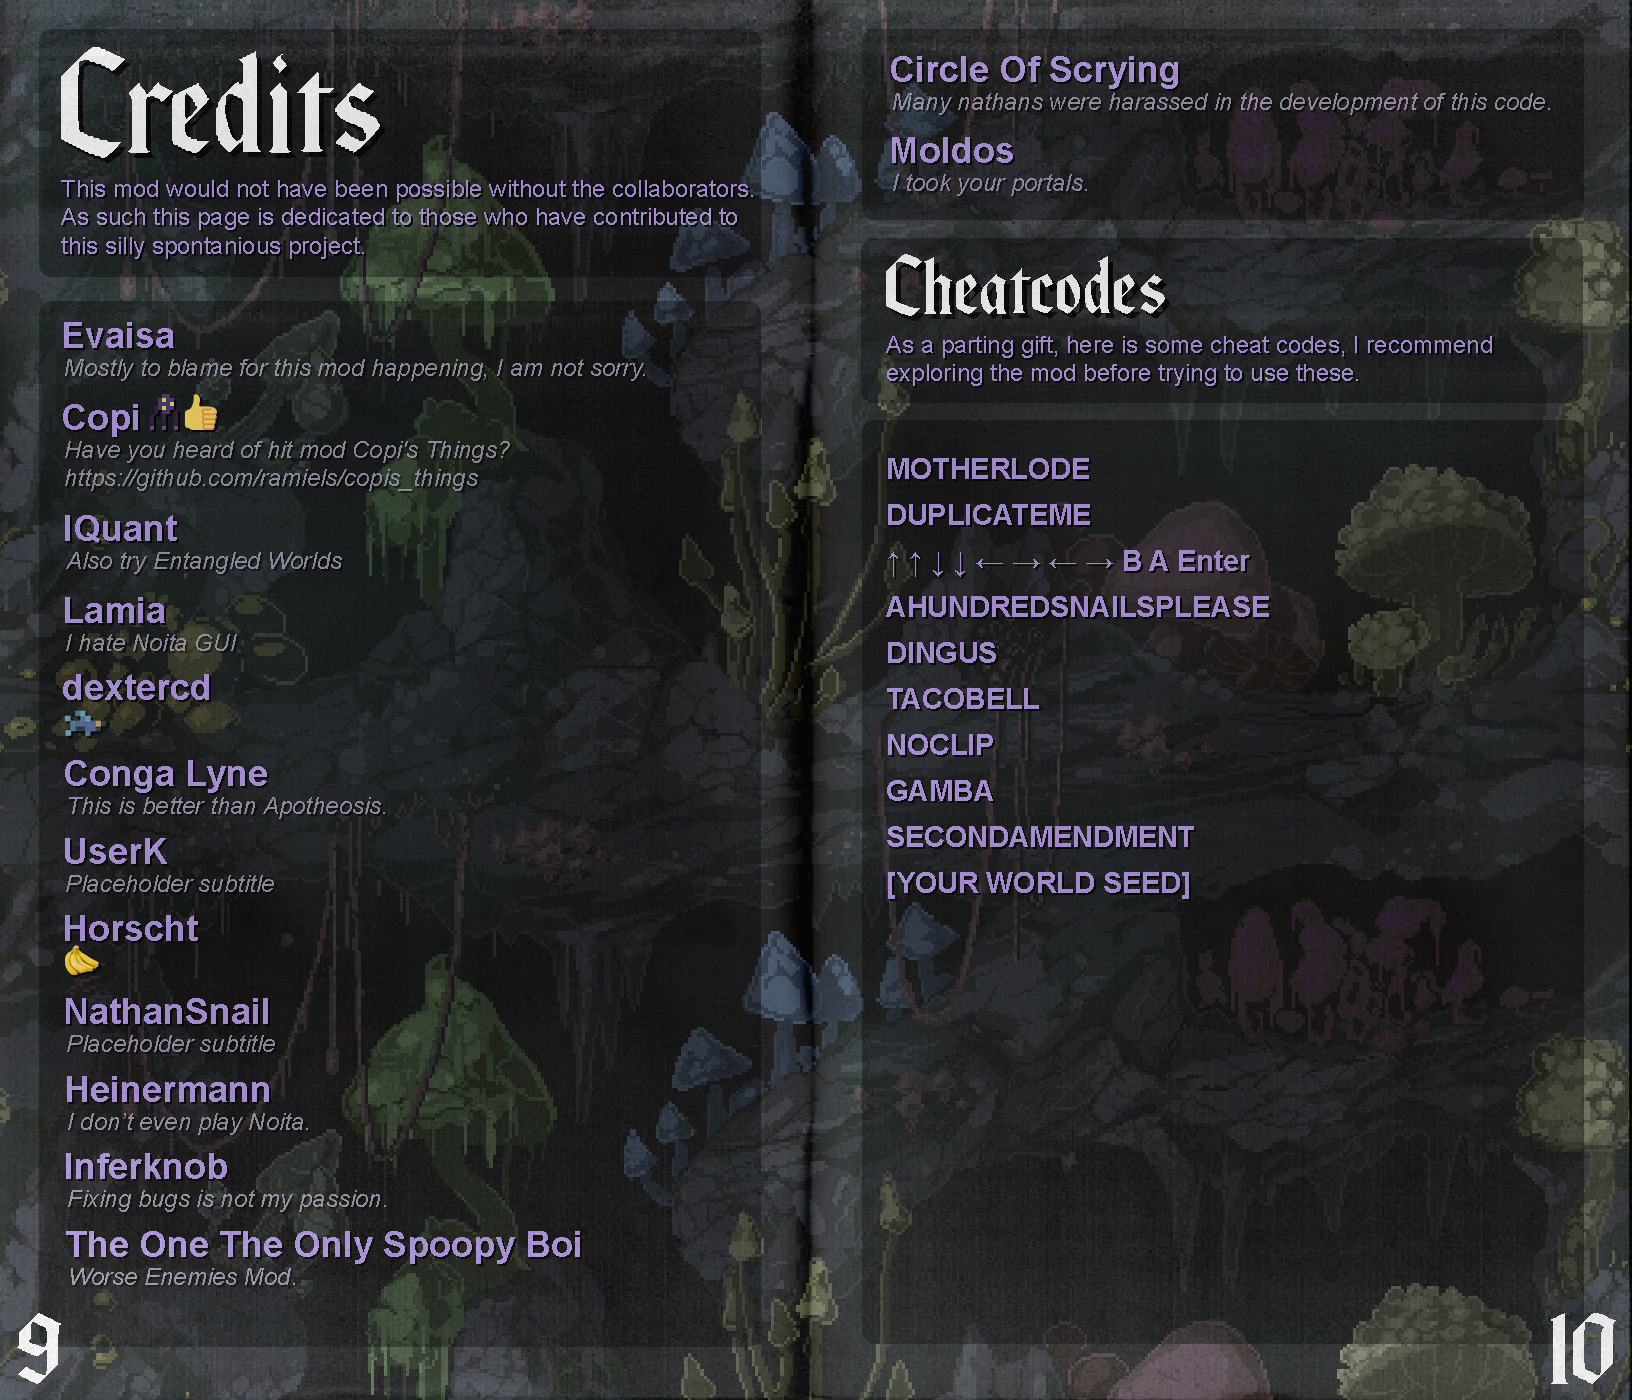 Credits
This mod would not have been possible without the collaborators.
As such this page is dedicated to those who have contributed to
this silly spontanious project.
Evaisa
Mostly to blame for this mod happening, I am not sorry.
Copi 👍
Have you heard of hit mod Copi's Things?
https://github.com/ramiels/copis_things
IQuant
Also try Entangled Worlds
Lamia
I hate Noita GUI
dextercd
Conga Lyne
This is better than Apotheosis.
UserK
Placeholder subtitle
Horscht
🍌
NathanSnail
Placeholder subtitle
Heinermann
I don't even play Noita.
Inferknob
Fixing bugs is not my passion.
The One The Only Spoopy Boi
Worse Enemies Mod.
9
Circle Of Scrying
Many nathans were harassed in the development of this code.
Moldos
I took your portals.
Cheatcodes
As a parting gift, here is some cheat codes, I recommend
exploring the mod before trying to use these.
MOTHERLODE
DUPLICATEME
↑ ↑ ↓ ↓ ← → ← → B A Enter
AHUNDREDSNAILSPLEASE
DINGUS
TACOBELL
NOCLIP
GAMBA
SECONDAMENDMENT
[YOUR WORLD SEED]
10